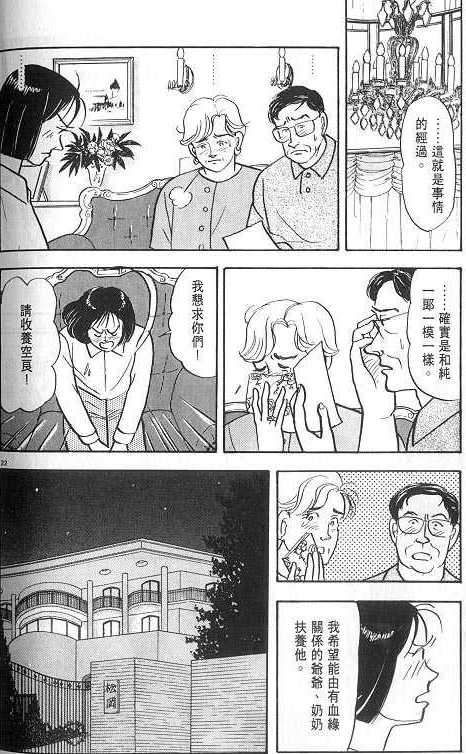 ……這就是事情
的經過。
……
……
……
……確實是和純
一郎一模一樣。
我懇求你們！
請收養空良！
22
我希望能由有血緣
關係的爺爺、奶奶
扶養他。
松岡